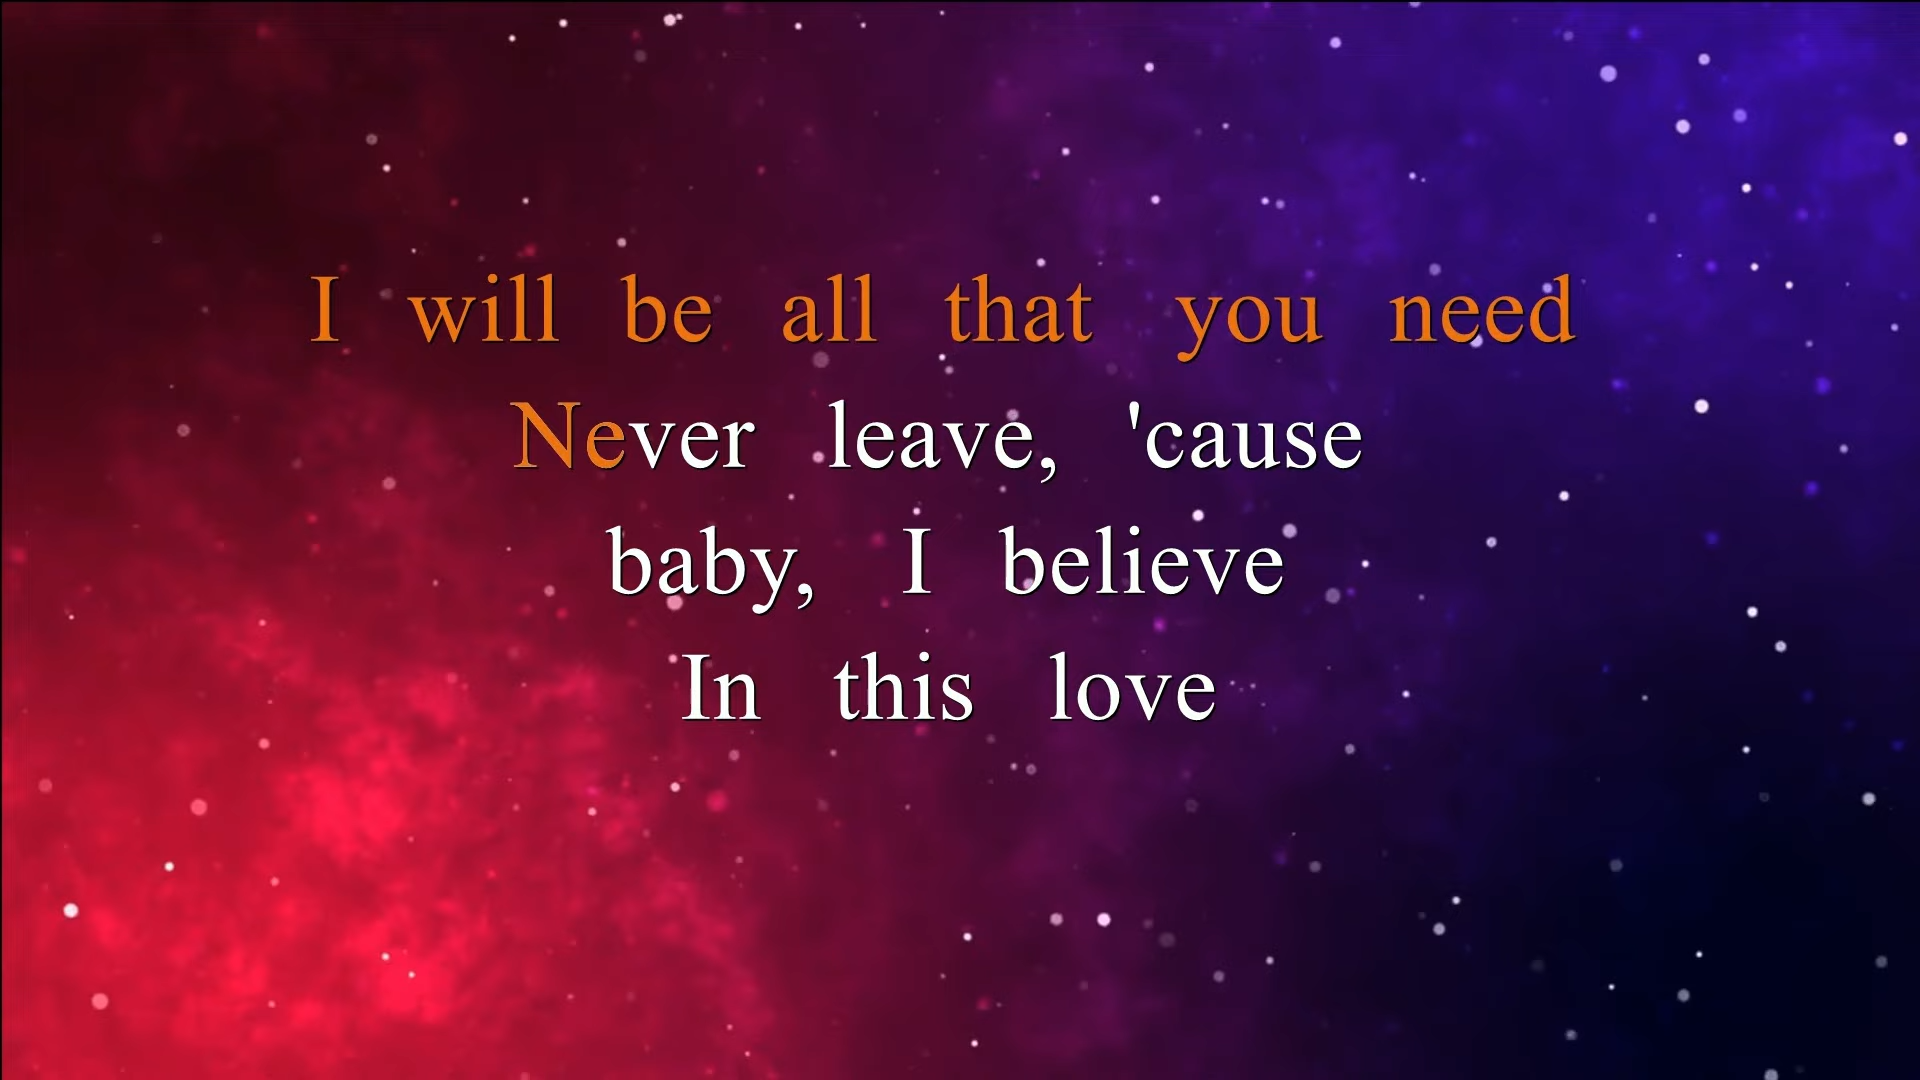 I will be all that you need
Never leave, 'cause
baby, I believe
In this love